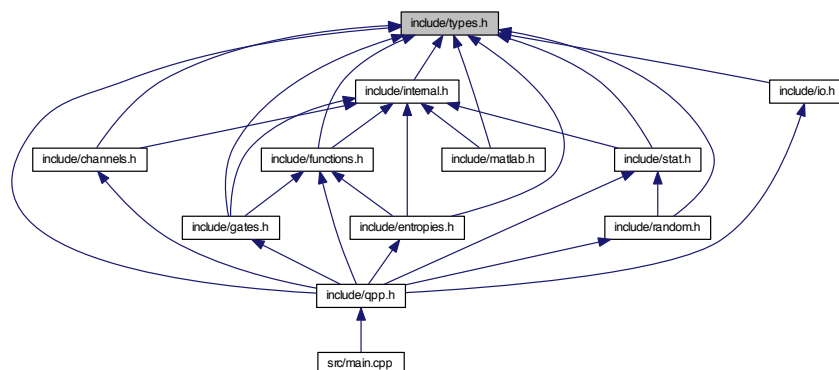 include/types.h
include/internal.h
include/io.h
include/channels.h
include/functions.h
include/matlab.h
include/stat.h
include/gates.h
include/entropies.h
include/random.h
include/qpp.h
src/main.cpp